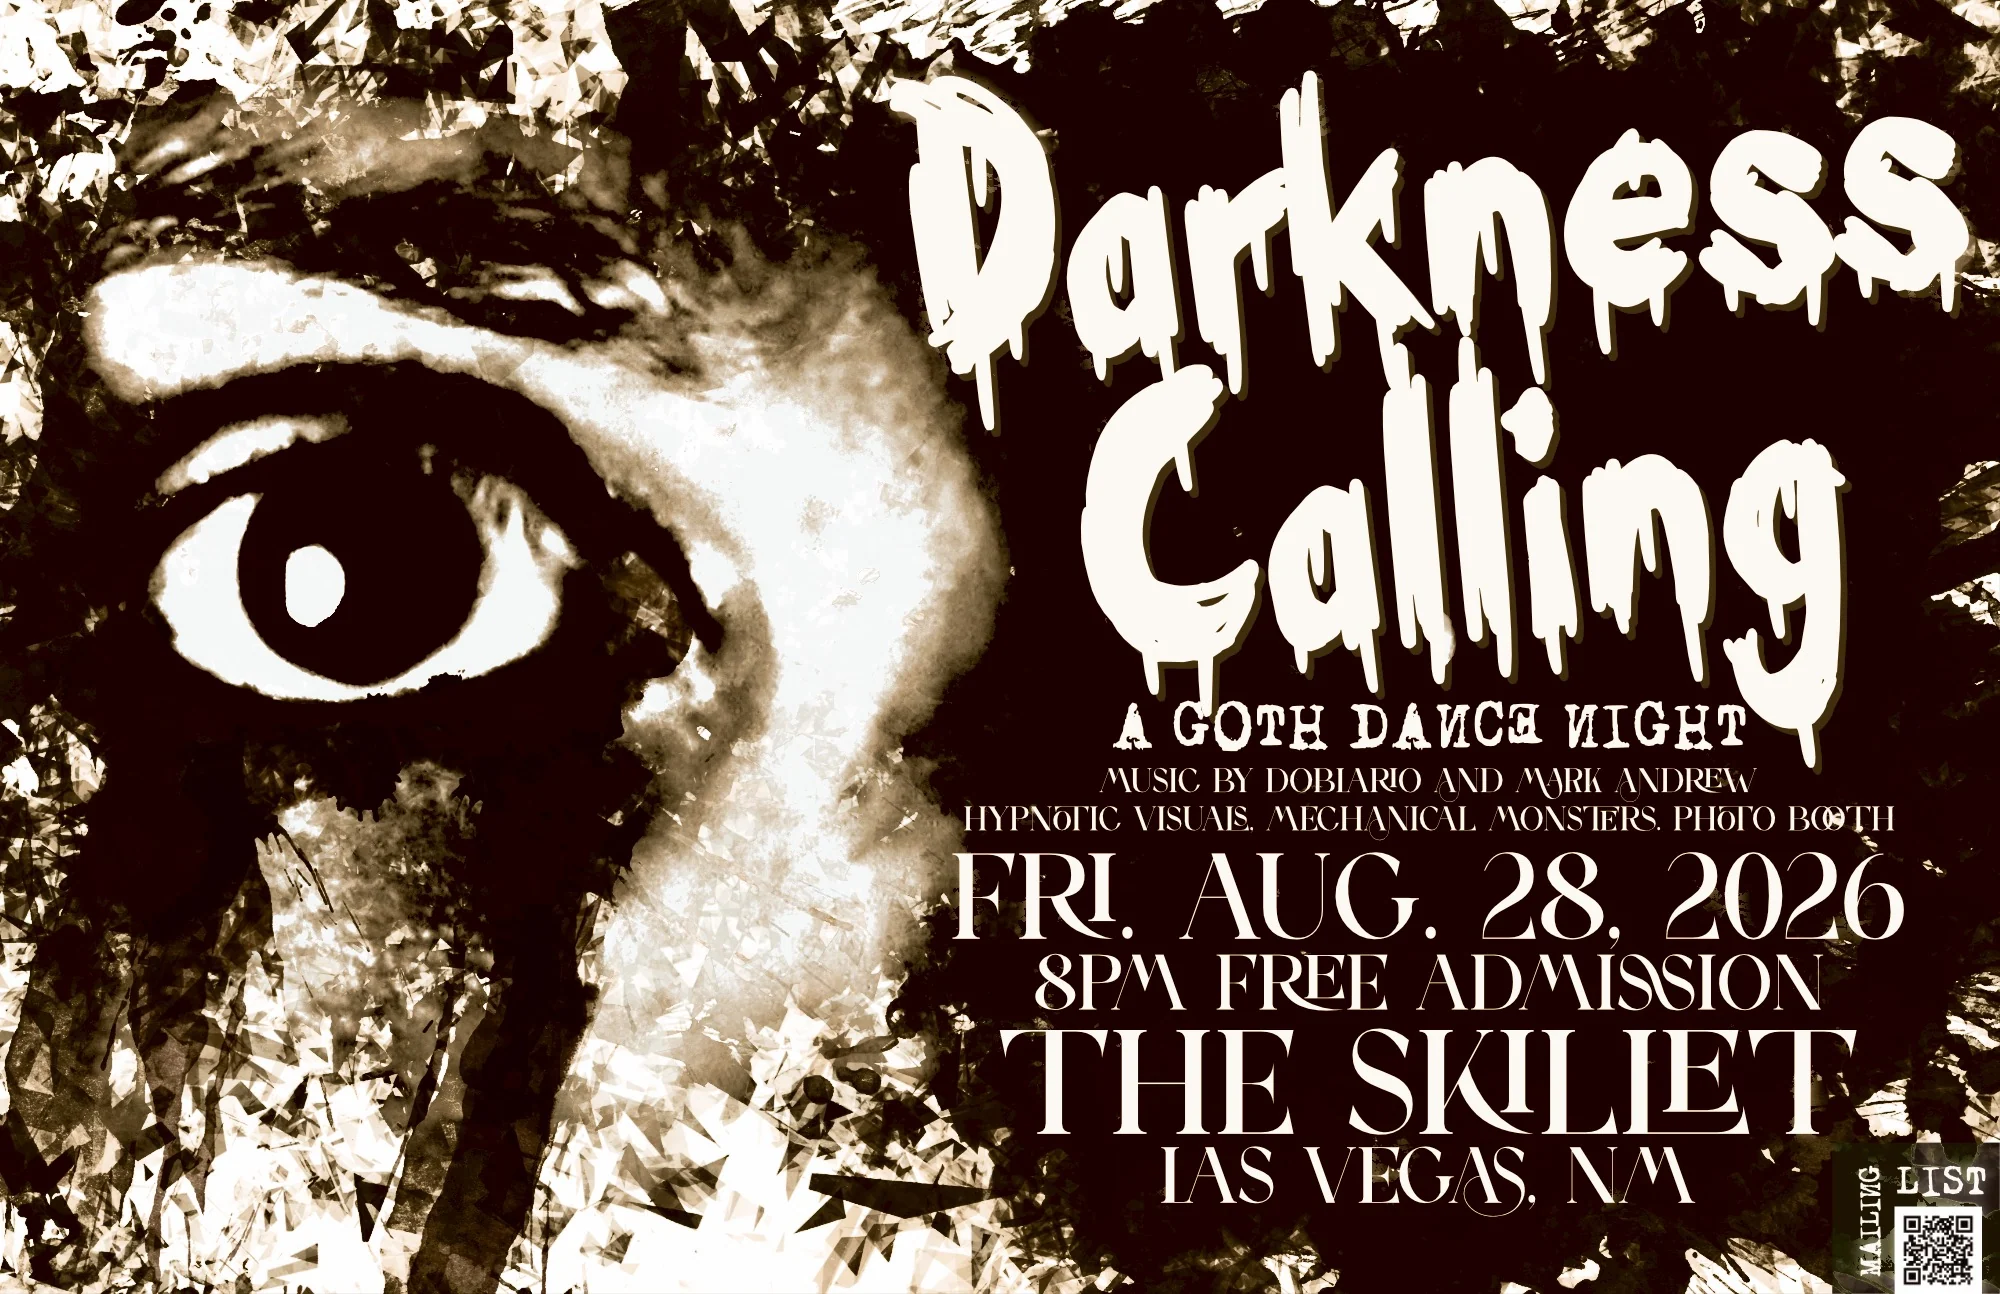 Darkness
Calling
A GOTH DANCE NIGHT
MUSIC BY DOBIARIO AND MARK ANDREW
HYPNOTIC VISUALS, MECHANICAL MONSTERS, PHOTO BOOTH
FRI. AUG. 28, 2026
8PM FREE ADMISSION
THE SKILLET
LAS VEGAS, NM
MAILING LIST